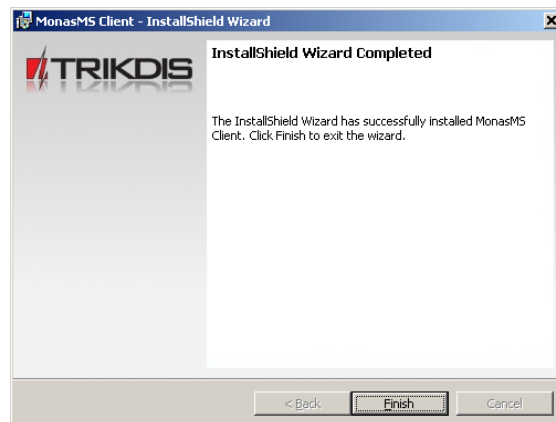 MonasMS Client - InstallShield Wizard
TRIKDIS
InstallShield Wizard Completed
The InstallShield Wizard has successfully installed MonasMS
Client. Click Finish to exit the wizard.
< Back
Finish
Cancel